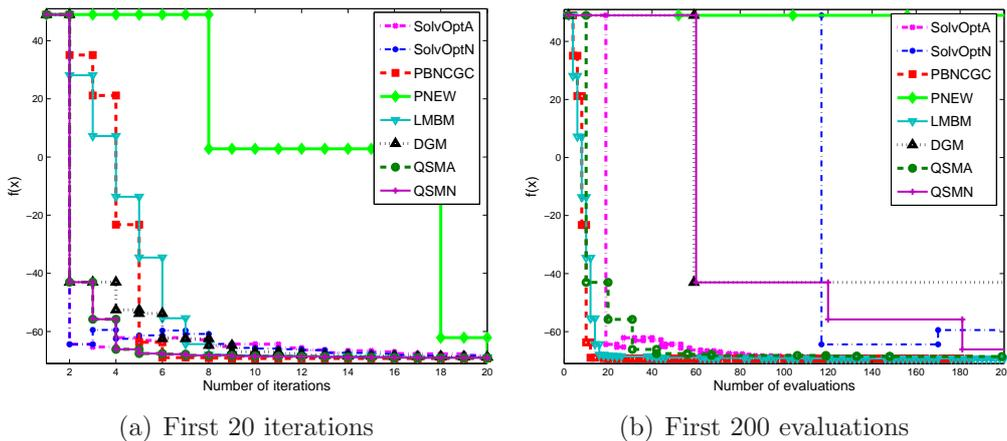 40
20
0
−20
−40
−60
f(x)
2 4 6 8 10 12 14 16 18 20
Number of iterations
SolvOptA
SolvOptN
PBNCGC
PNEW
LMBM
DGM
QSMA
QSMN
(a) First 20 iterations
40
20
0
−20
−40
−60
f(x)
0 20 40 60 80 100 120 140 160 180 200
Number of evaluations
SolvOptA
SolvOptN
PBNCGC
PNEW
LMBM
DGM
QSMA
QSMN
(b) First 200 evaluations